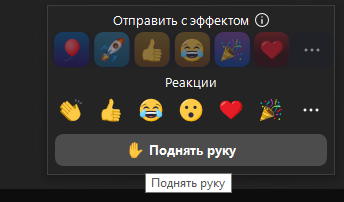 Отправить с эффектом
Реакции
Поднять руку
Поднять руку